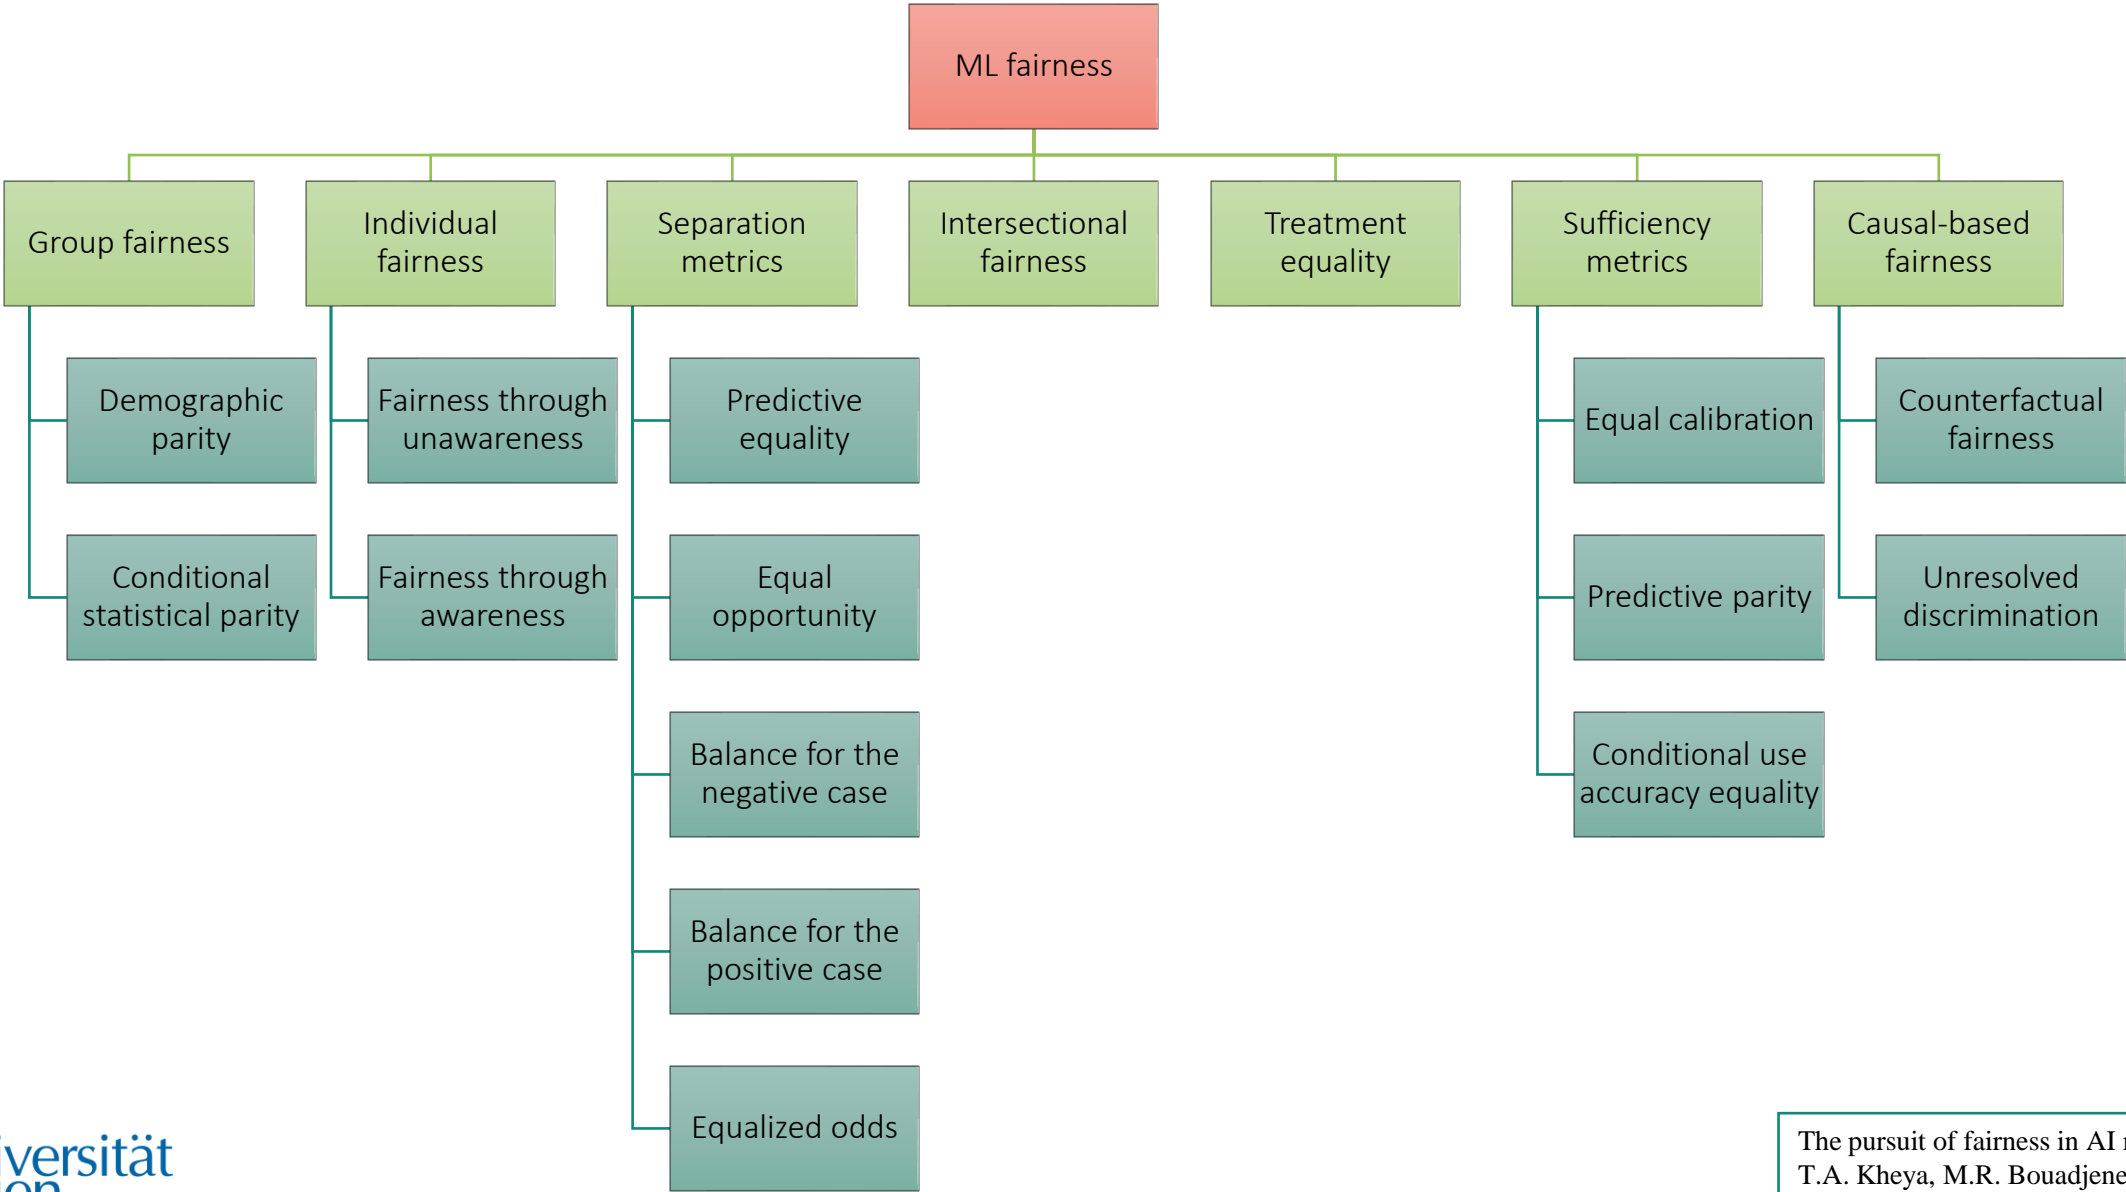 ML fairness
Group fairness
Individual
fairness
Separation
metrics
Intersectional
fairness
Treatment
equality
Sufficiency
metrics
Causal-based
fairness
Demographic
parity
Conditional
statistical parity
Fairness through
unawareness
Fairness through
awareness
Predictive
equality
Equal
opportunity
Balance for the
negative case
Balance for the
positive case
Equalized odds
Equal calibration
Predictive parity
Conditional use
accuracy equality
Counterfactual
fairness
Unresolved
discrimination
versität
The pursuit of fairness in AI
T.A. Kheya, M.R. Bouadjene